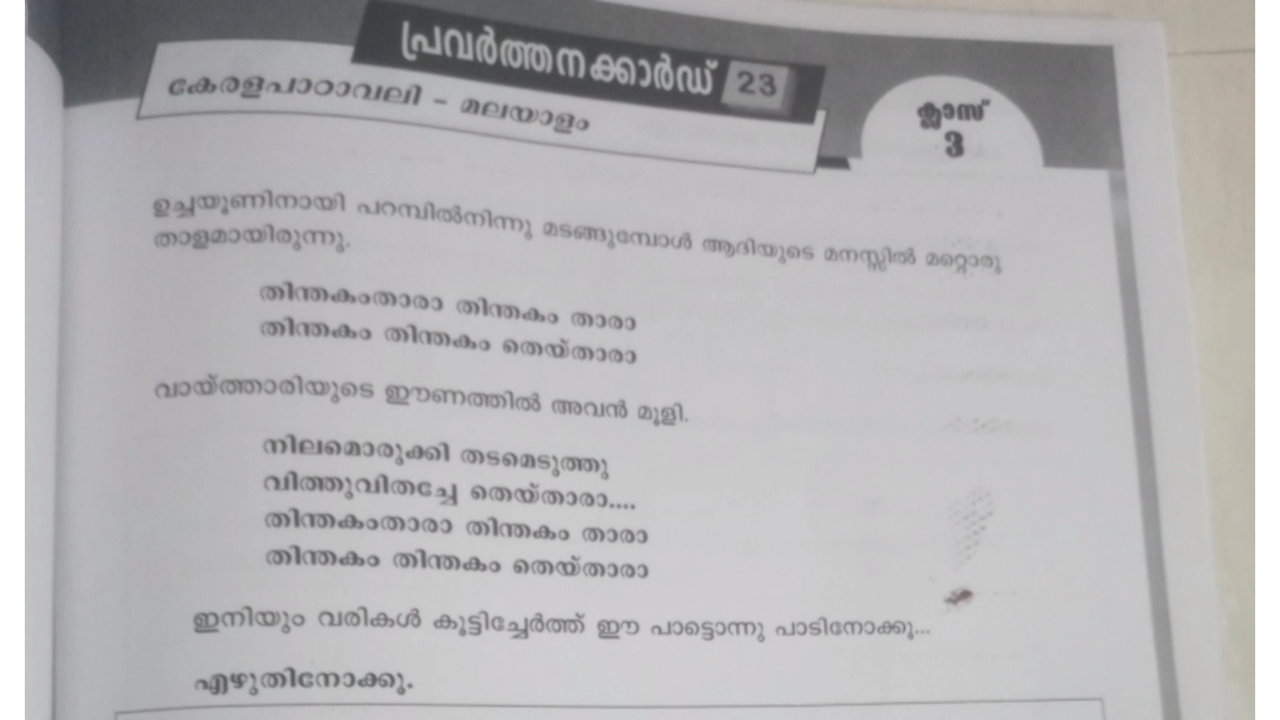 പ്രവർത്തനക്കാർഡ് 23
കേരളപാഠാവലി – മലയാളം
ക്ലാസ്
3
ഉച്ചയൂണിനായി പറമ്പിൽനിന്നു മടങ്ങുമ്പോൾ ആദിയുടെ മനസ്സിൽ മറ്റൊരു
താളമായിരുന്നു.
തിന്തകംതാരാ തിന്തകം താരാ
തിന്തകം തിന്തകം തെയ്താരാ
വായ്ത്താരിയുടെ ഈണത്തിൽ അവൻ മൂളി.
നിലമൊരുക്കി തടമെടുത്തു
വിത്തുവിതച്ചേ തെയ്താരാ....
തിന്തകംതാരാ തിന്തകം താരാ
തിന്തകം തിന്തകം തെയ്താരാ
ഇനിയും വരികൾ കൂട്ടിച്ചേർത്ത് ഈ പാട്ടൊന്നു പാടിനോക്കൂ...
എഴുതിനോക്കൂ.